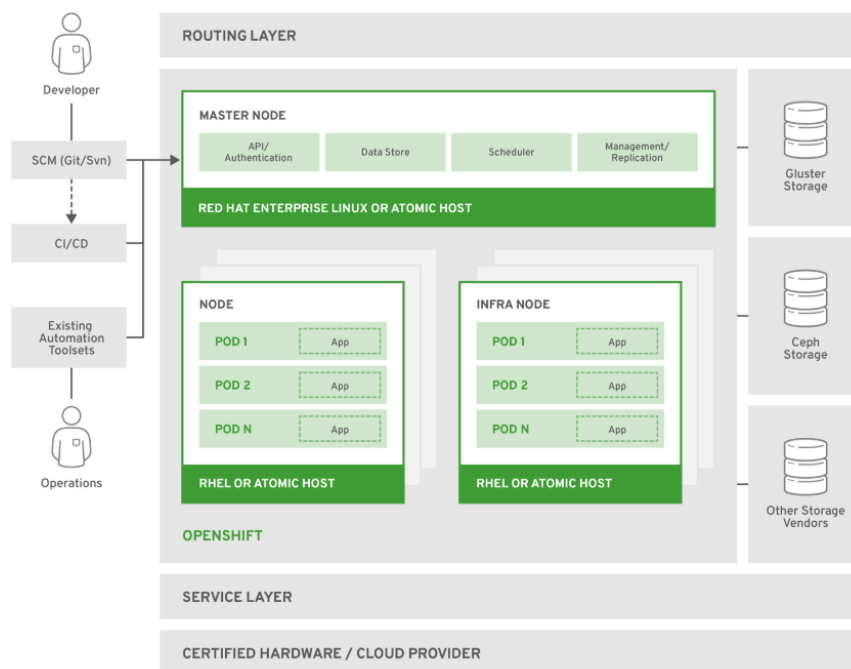 ROUTING LAYER
Developer
SCM (Git/Svn)
CI/CD
Existing
Automation
Toolsets
Operations
MASTER NODE
API/
Authentication
Data Store
Scheduler
Management/
Replication
RED HAT ENTERPRISE LINUX OR ATOMIC HOST
NODE
POD 1
App
POD 2
App
POD N
App
RHEL OR ATOMIC HOST
INFRA NODE
POD 1
App
POD 2
App
POD N
App
RHEL OR ATOMIC HOST
OPENSHIFT
Gluster
Storage
Ceph
Storage
Other Storage
Vendors
SERVICE LAYER
CERTIFIED HARDWARE / CLOUD PROVIDER